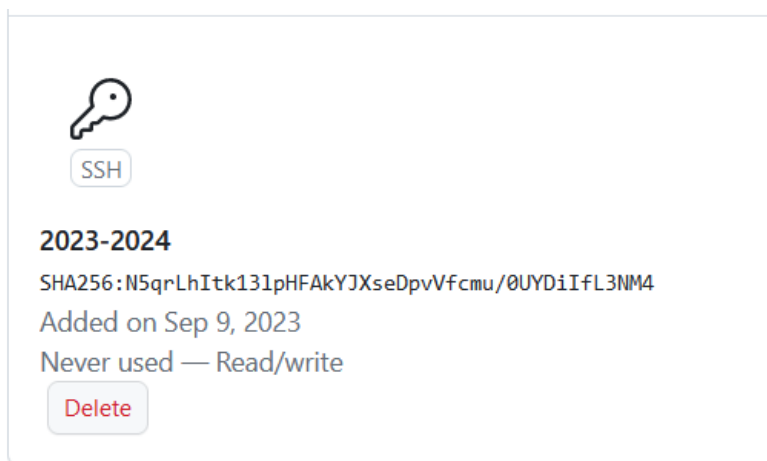 SSH
2023-2024
SHA256:N5qrLhItk13lpHFAkYJXseDpvVfcmu/0UYDiIfL3NM4
Added on Sep 9, 2023
Never used — Read/write
Delete